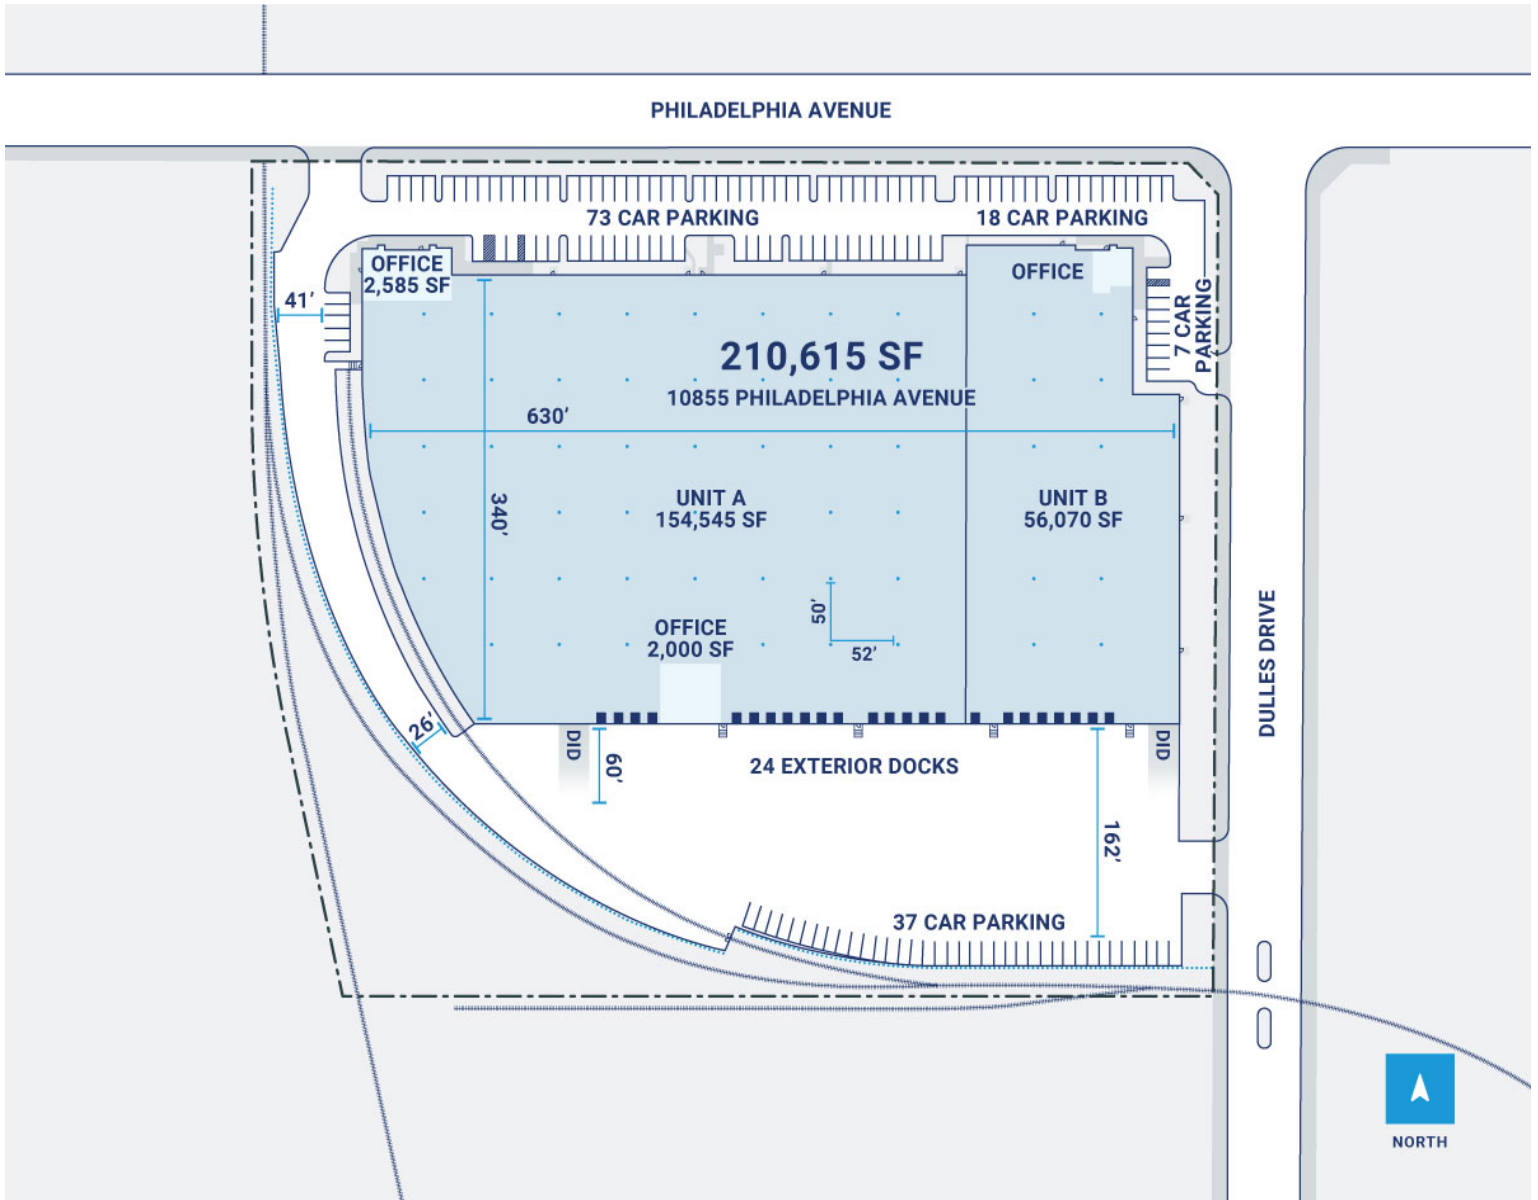 PHILADELPHIA AVENUE
73 CAR PARKING
18 CAR PARKING
OFFICE
2,585 SF
OFFICE
41'
7 CAR
PARKING
210,615 SF
10855 PHILADELPHIA AVENUE
630'
340'
UNIT A
154,545 SF
UNIT B
56,070 SF
50'
52'
OFFICE
2,000 SF
DULLES DRIVE
26'
DID
60'
24 EXTERIOR DOCKS
DID
162'
37 CAR PARKING
NORTH